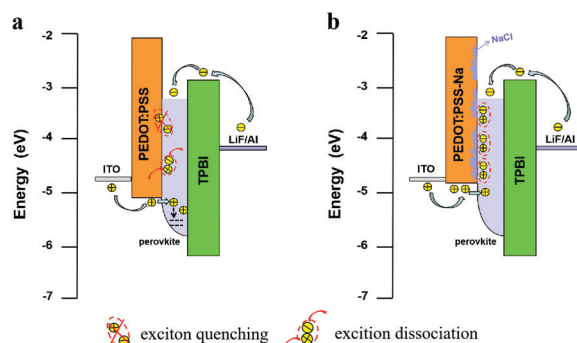 a
-2
-3
-4
-5
-6
-7
Energy (eV)
ITO
PEDOT:PSS
perovkite
TPBI
LiF/Al
b
-2
-3
-4
-5
-6
-7
Energy (eV)
ITO
PEDOT:PSS-Na
NaCl
perovkite
TPBI
LiF/Al
exciton quenching
excition dissociation